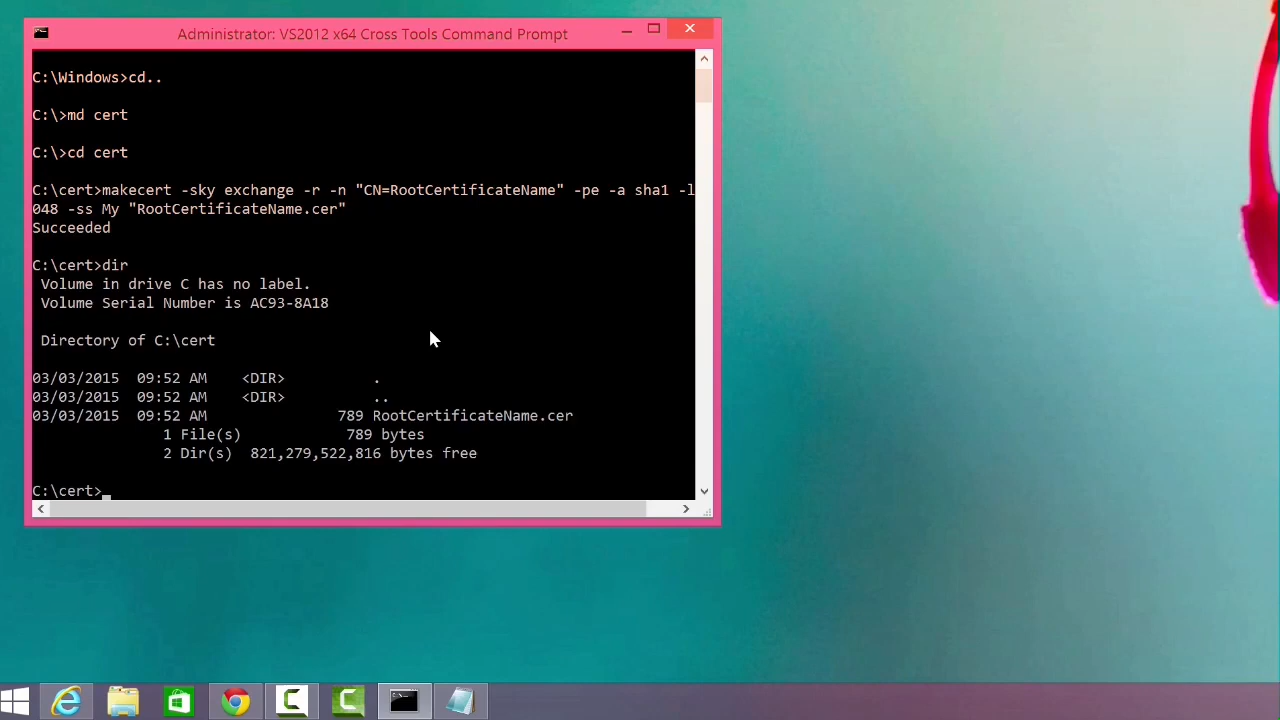 Administrator: VS2012 x64 Cross Tools Command Prompt
C:\Windows>cd..
C:\>md cert
C:\>cd cert
C:\cert>makecert -sky exchange -r -n "CN=RootCertificateName" -pe -a sha1 -l
048 -ss My "RootCertificateName.cer"
Succeeded
C:\cert>dir
Volume in drive C has no label.
Volume Serial Number is AC93-8A18
Directory of C:\cert
03/03/2015 09:52 AM <DIR> .
03/03/2015 09:52 AM <DIR> ..
03/03/2015 09:52 AM 789 RootCertificateName.cer
1 File(s) 789 bytes
2 Dir(s) 821,279,522,816 bytes free
C:\cert>